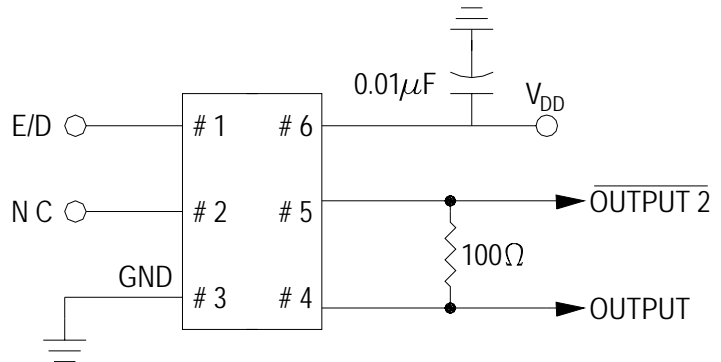 0.01µF
V_DD
E/D
# 1
# 6
N C
# 2
# 5
OUTPUT 2
100Ω
GND
# 3
# 4
OUTPUT